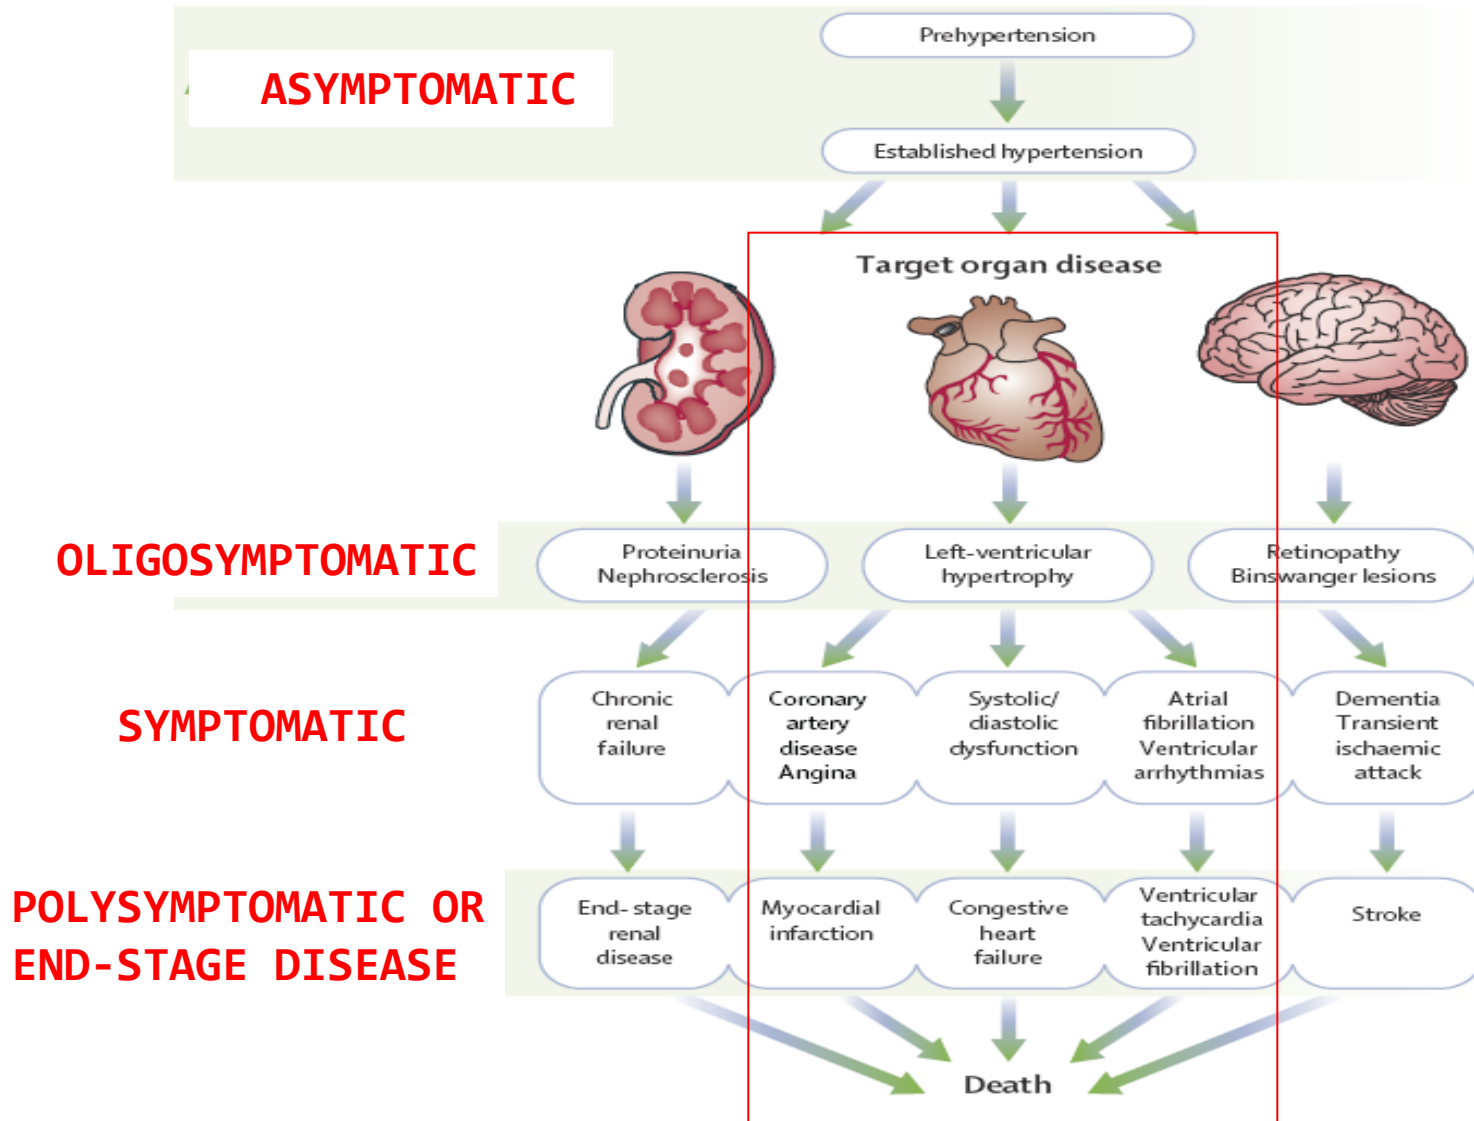 Prehypertension
ASYMPTOMATIC
Established hypertension
Target organ disease
OLIGOSYMPTOMATIC
Proteinuria
Nephrosclerosis
Left-ventricular
hypertrophy
Retinopathy
Binswanger lesions
SYMPTOMATIC
Chronic
renal
failure
Coronary
artery
disease
Angina
Systolic/
diastolic
dysfunction
Atrial
fibrillation
Ventricular
arrhythmias
Dementia
Transient
ischaemic
attack
POLYSYMPTOMATIC OR
END-STAGE DISEASE
End- stage
renal
disease
Myocardial
infarction
Congestive
heart
failure
Ventricular
tachycardia
Ventricular
fibrillation
Stroke
Death